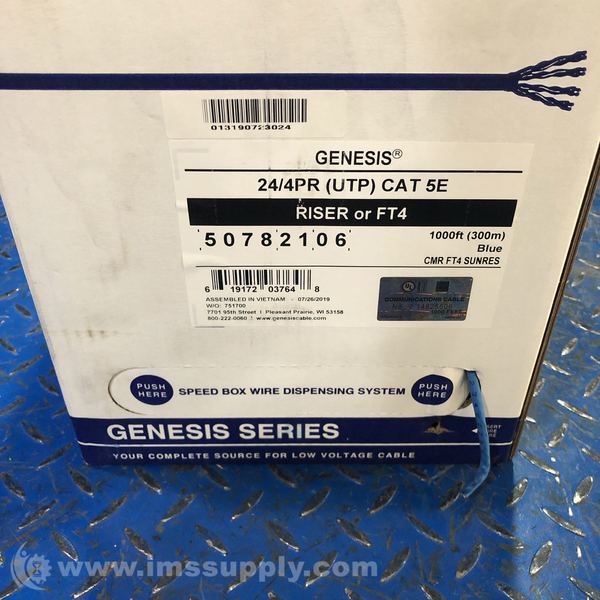 013190723024
GENESIS®
24/4PR (UTP) CAT 5E
RISER or FT4
50782106
1000ft (300m)
Blue
CMR FT4 SUNRES
6 19172 03764 8
ASSEMBLED IN VIETNAM - 07/26/2019
W/O: 751700
7701 95th Street | Pleasant Prairie, WI 53158
800-222-0060 | www.genesiscable.com
UL
COMMUNICATIONS CABLE
1000 FEET
PUSH HERE
SPEED BOX WIRE DISPENSING SYSTEM
PUSH HERE
GENESIS SERIES
YOUR COMPLETE SOURCE FOR LOW VOLTAGE CABLE
www.imssupply.com